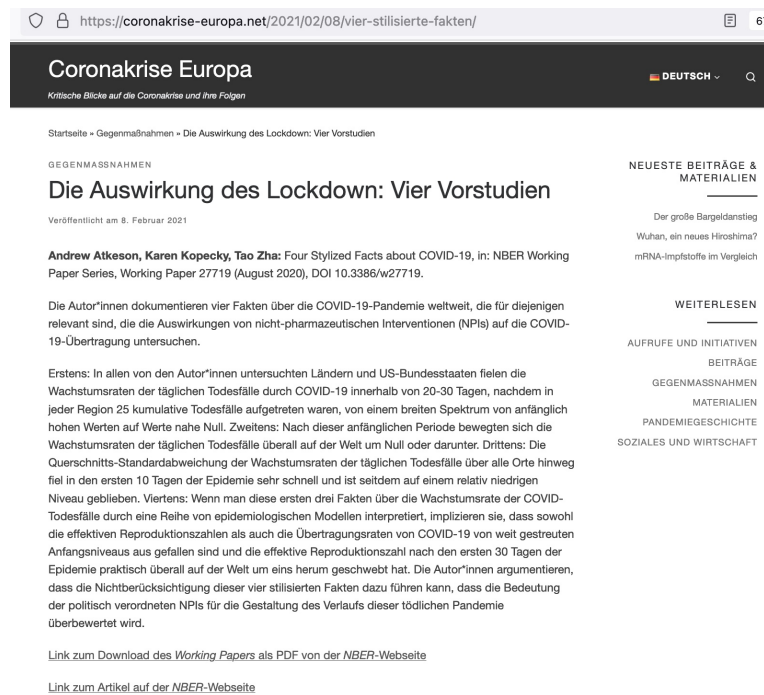 https://coronakrise-europa.net/2021/02/08/vier-stilisierte-fakten/
Coronakrise Europa
DEUTSCH
Kritische Blicke auf die Coronakrise und ihre Folgen
Startseite » Gegenmaßnahmen » Die Auswirkung des Lockdown: Vier Vorstudien
GEGENMASSNAHMEN
Die Auswirkung des Lockdown: Vier Vorstudien
Veröffentlicht am 8. Februar 2021
Andrew Atkeson, Karen Kopecky, Tao Zha: Four Stylized Facts about COVID-19, in: NBER Working
Paper Series, Working Paper 27719 (August 2020), DOI 10.3386/w27719.
Die Autor*innen dokumentieren vier Fakten über die COVID-19-Pandemie weltweit, die für diejenigen
relevant sind, die die Auswirkungen von nicht-pharmazeutischen Interventionen (NPIs) auf die COVID-
19-Übertragung untersuchen.
Erstens: In allen von den Autor*innen untersuchten Ländern und US-Bundesstaaten fielen die
Wachstumsraten der täglichen Todesfälle durch COVID-19 innerhalb von 20-30 Tagen, nachdem in
jeder Region 25 kumulative Todesfälle aufgetreten waren, von einem breiten Spektrum von anfänglich
hohen Werten auf Werte nahe Null. Zweitens: Nach dieser anfänglichen Periode bewegten sich die
Wachstumsraten der täglichen Todesfälle überall auf der Welt um Null oder darunter. Drittens: Die
Querschnitts-Standardabweichung der Wachstumsraten der täglichen Todesfälle über alle Orte hinweg
fiel in den ersten 10 Tagen der Epidemie sehr schnell und ist seitdem auf einem relativ niedrigen
Niveau geblieben. Viertens: Wenn man diese ersten drei Fakten über die Wachstumsrate der COVID-
Todesfälle durch eine Reihe von epidemiologischen Modellen interpretiert, implizieren sie, dass sowohl
die effektiven Reproduktionszahlen als auch die Übertragungsraten von COVID-19 von weit gestreuten
Anfangsniveaus aus gefallen sind und die effektive Reproduktionszahl nach den ersten 30 Tagen der
Epidemie praktisch überall auf der Welt um eins herum geschwebt hat. Die Autor*innen argumentieren,
dass die Nichtberücksichtigung dieser vier stilisierten Fakten dazu führen kann, dass die Bedeutung
der politisch verordneten NPIs für die Gestaltung des Verlaufs dieser tödlichen Pandemie
überbewertet wird.
Link zum Download des Working Papers als PDF von der NBER-Webseite
Link zum Artikel auf der NBER-Webseite
NEUESTE BEITRÄGE &
MATERIALIEN
Der große Bargeldanstieg
Wuhan, ein neues Hiroshima?
mRNA-Impfstoffe im Vergleich
WEITERLESEN
AUFRUFE UND INITIATIVEN
BEITRÄGE
GEGENMASSNAHMEN
MATERIALIEN
PANDEMIEGESCHICHTE
SOZIALES UND WIRTSCHAFT